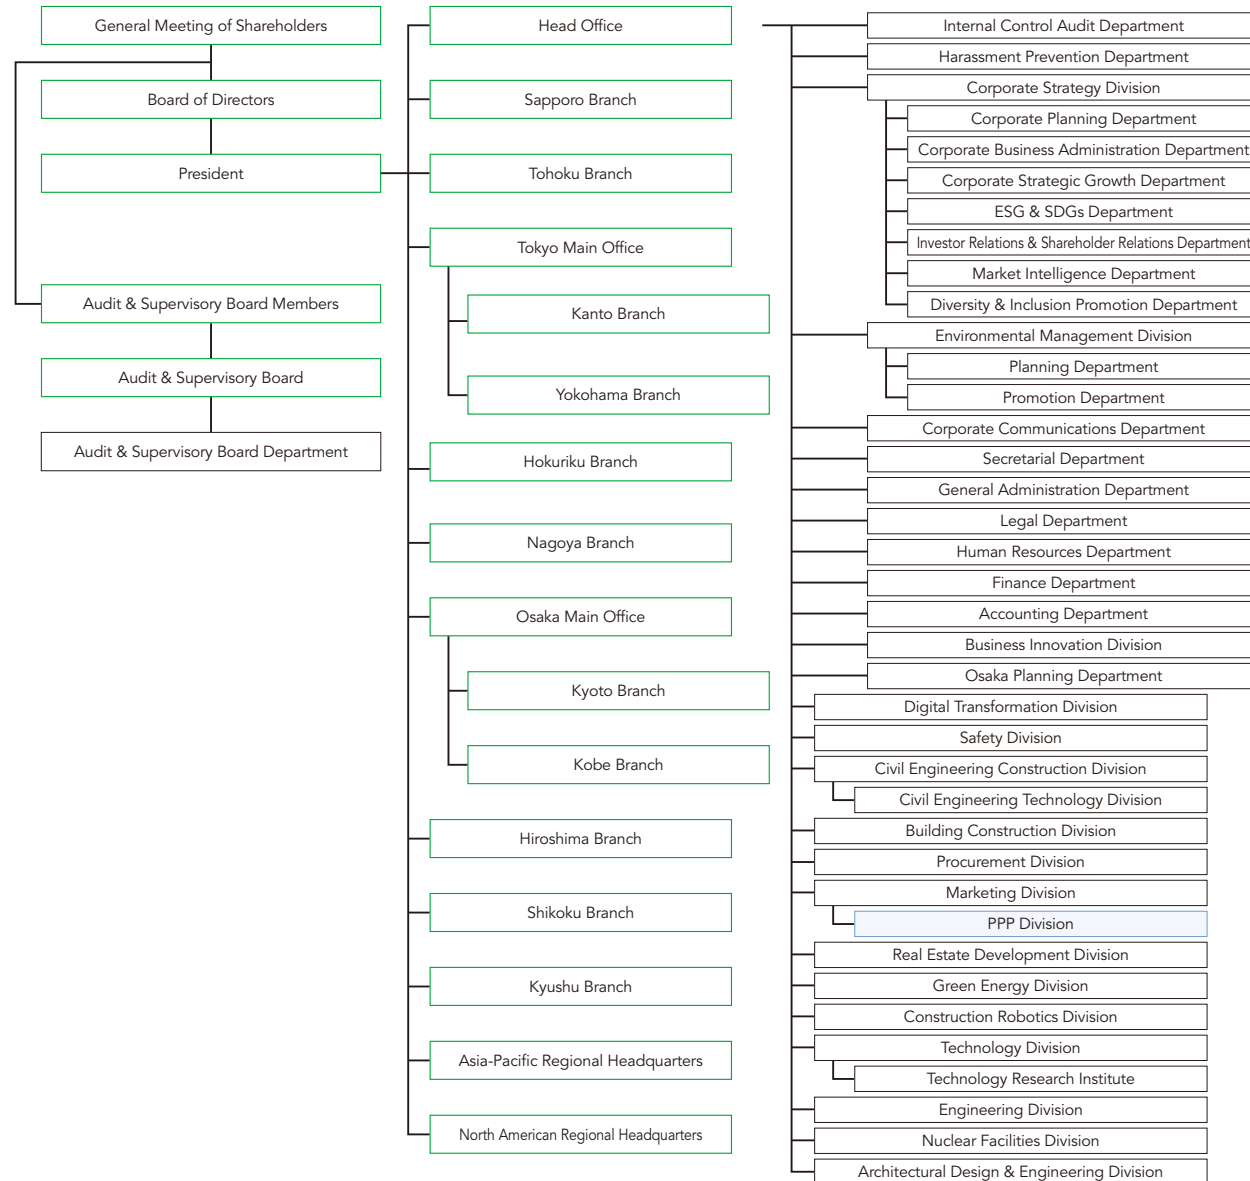 General Meeting of Shareholders
Board of Directors
President
Audit & Supervisory Board Members
Audit & Supervisory Board
Audit & Supervisory Board Department
Head Office
Sapporo Branch
Tohoku Branch
Tokyo Main Office
Kanto Branch
Yokohama Branch
Hokuriku Branch
Nagoya Branch
Osaka Main Office
Kyoto Branch
Kobe Branch
Hiroshima Branch
Shikoku Branch
Kyushu Branch
Asia-Pacific Regional Headquarters
North American Regional Headquarters
Internal Control Audit Department
Harassment Prevention Department
Corporate Strategy Division
Corporate Planning Department
Corporate Business Administration Department
Corporate Strategic Growth Department
ESG & SDGs Department
Investor Relations & Shareholder Relations Department
Market Intelligence Department
Diversity & Inclusion Promotion Department
Environmental Management Division
Planning Department
Promotion Department
Corporate Communications Department
Secretarial Department
General Administration Department
Legal Department
Human Resources Department
Finance Department
Accounting Department
Business Innovation Division
Osaka Planning Department
Digital Transformation Division
Safety Division
Civil Engineering Construction Division
Civil Engineering Technology Division
Building Construction Division
Procurement Division
Marketing Division
PPP Division
Real Estate Development Division
Green Energy Division
Construction Robotics Division
Technology Division
Technology Research Institute
Engineering Division
Nuclear Facilities Division
Architectural Design & Engineering Division